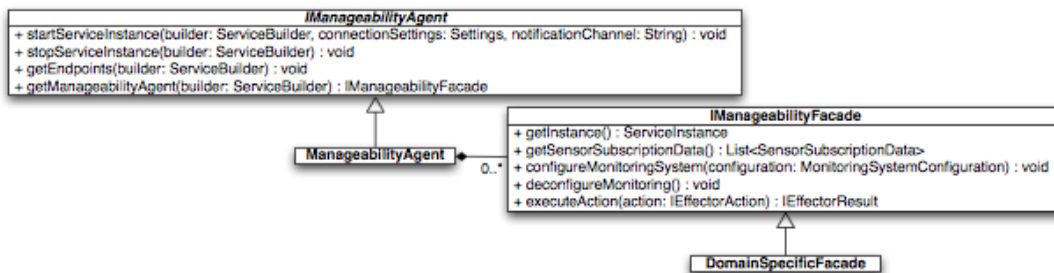 IManageabilityAgent
+ startServiceInstance(builder: ServiceBuilder, connectionSettings: Settings, notificationChannel: String) : void
+ stopServiceInstance(builder: ServiceBuilder) : void
+ getEndpoints(builder: ServiceBuilder) : void
+ getManageabilityAgent(builder: ServiceBuilder) : IManageabilityFacade
IManageabilityFacade
+ getInstance() : ServiceInstance
+ getSensorSubscriptionData() : List<SensorSubscriptionData>
+ configureMonitoringSystem(configuration: MonitoringSystemConfiguration) : void
+ deconfigureMonitoring() : void
+ executeAction(action: IEffectorAction) : IEffectorResult
ManageabilityAgent
0..*
DomainSpecificFacade